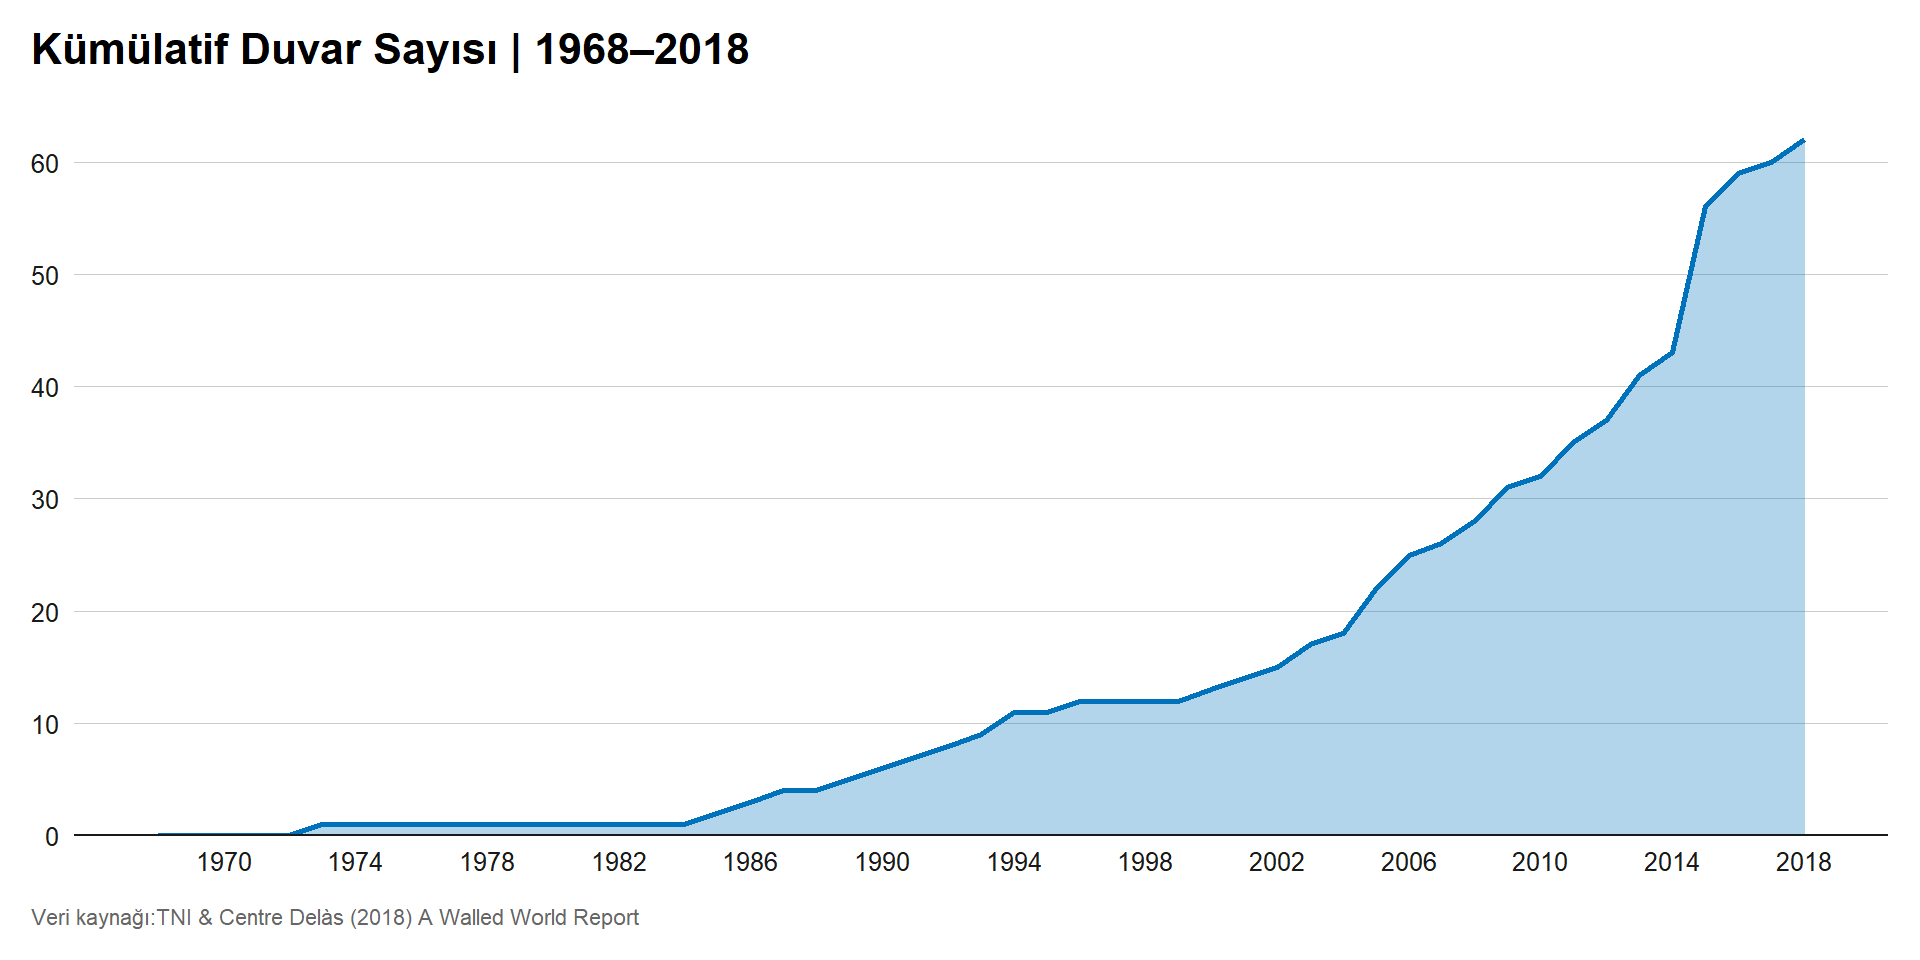 Kümülatif Duvar Sayısı | 1968–2018
60
50
40
30
20
10
0
1970 1974 1978 1982 1986 1990 1994 1998 2002 2006 2010 2014 2018
Veri kaynağı:TNI & Centre Delàs (2018) A Walled World Report